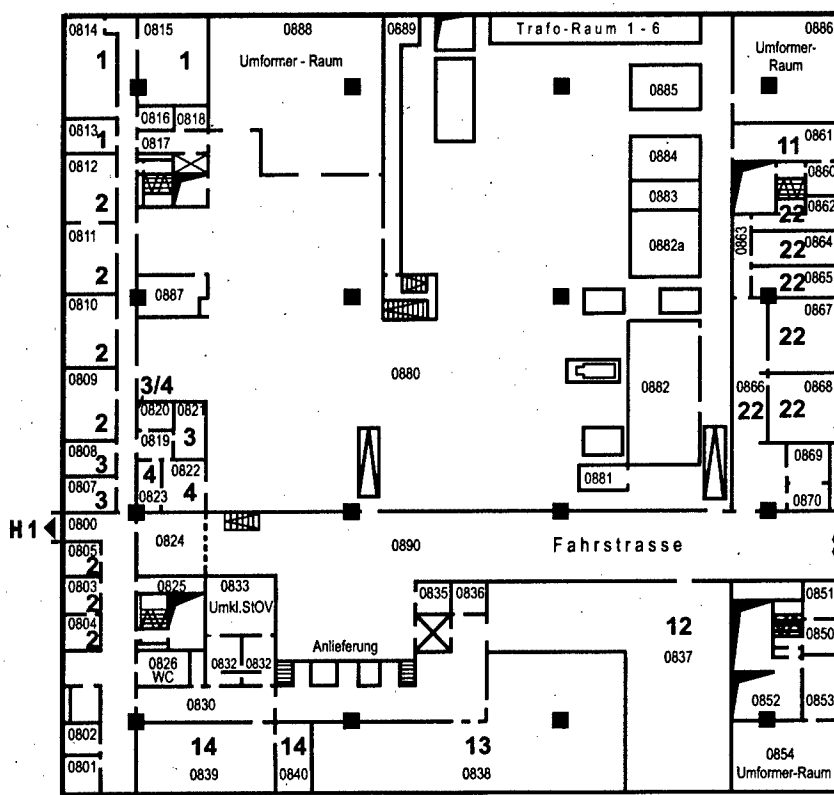 0814 0815 0888 0889 Trafo-Raum 1 - 6 0886
1 1 Umformer - Raum Umformer-
Raum
0885
0816 0818
0813 1 0817 0861
11
0812 0884 0860
2 0883 0862
22
0811 0882a 0863 22 0864
2 0887 22 0865
0810 0867
2 22
3/4 0880
0809 0882 0866 0868
2 0820 0821 22 22
0819 3
0808 3 4 0822 0869
0807 3 0823 4 0881 0870
H1 0800
0824 0890 Fahrstrasse
0805 2
0803 2 0825 0833 0835 0836 0851
0804 2 Umkl.StOV 12 0850
Anlieferung 0837
0826 0832 0832
WC
0830 0852 0853
0802 14 14 13 0854
0801 0839 0840 0838 Umformer-Raum